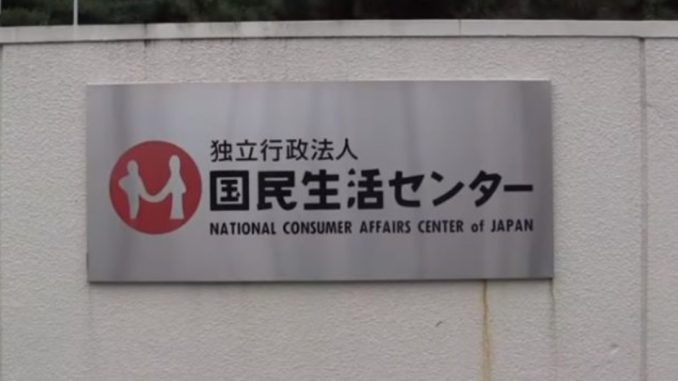 独立行政法人
国民生活センター
NATIONAL CONSUMER AFFAIRS CENTER of JAPAN